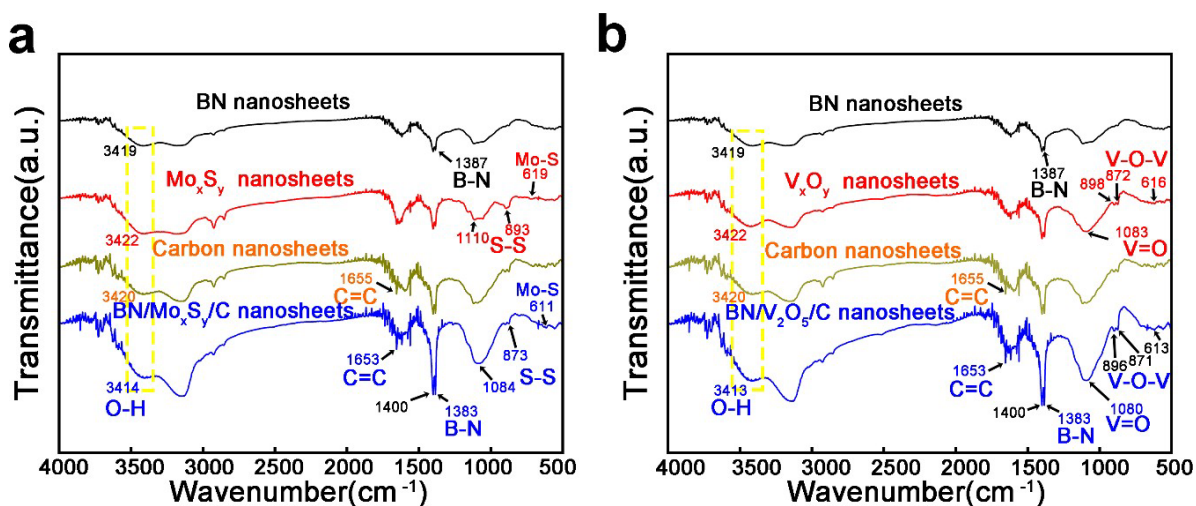 a
Transmittance(a.u.)
BN nanosheets
3419
1387
B-N
Mo-S
619
MoₓSᵧ nanosheets
3422
1110
893
S-S
Carbon nanosheets
3420
1655
C=C
BN/MoₓSᵧ/C nanosheets
Mo-S
611
3414
O-H
1653
C=C
1400
1383
B-N
1084
873
S-S
4000 3500 3000 2500 2000 1500 1000 500
Wavenumber(cm⁻¹)
b
Transmittance(a.u.)
BN nanosheets
3419
1387
B-N
V-O-V
898 872 616
VₓOᵧ nanosheets
3422
1083
V=O
Carbon nanosheets
3420
1655
C=C
BN/V₂O₅/C nanosheets
3413
O-H
1653
C=C
1400
1383
B-N
1080
V=O
896 871 613
V-O-V
4000 3500 3000 2500 2000 1500 1000 500
Wavenumber(cm⁻¹)